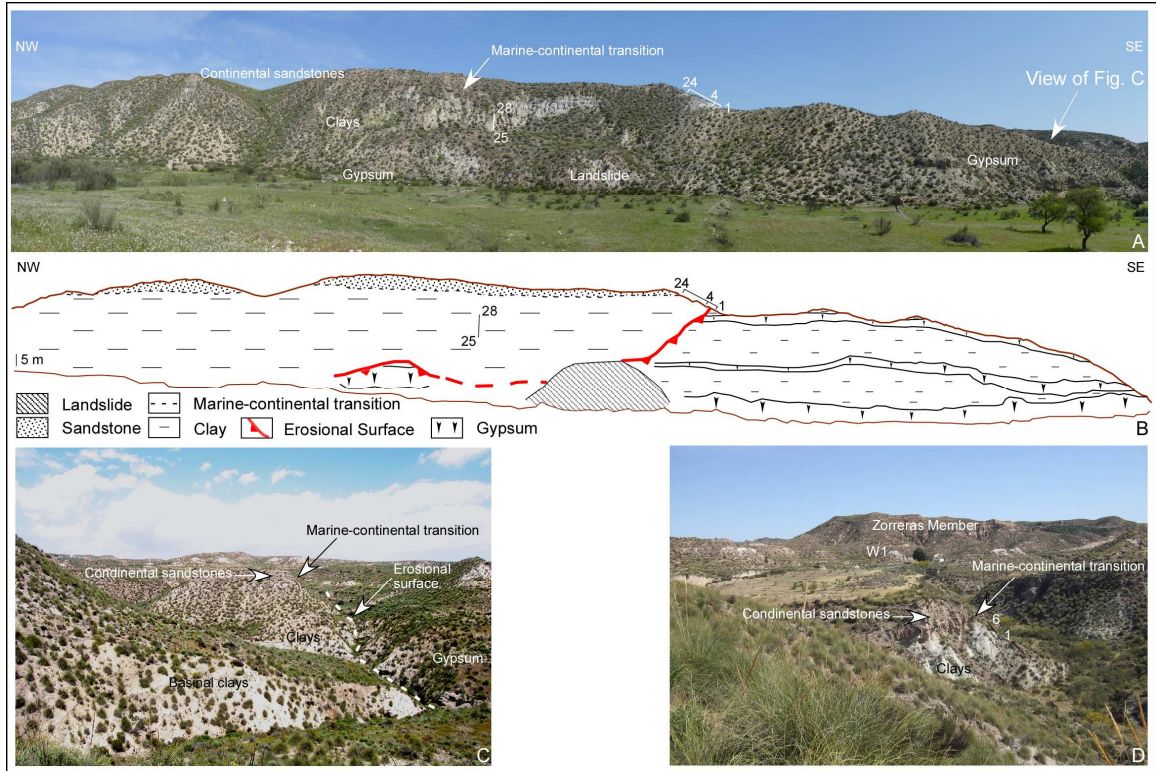 NW
SE
Marine-continental transition
Continental sandstones
View of Fig. C
24
4
1
28
25
Clays
Gypsum
Gypsum
Landslide
A
NW
SE
24
4
1
28
25
5 m
Landslide
Marine-continental transition
Sandstone
Clay
Erosional Surface
Gypsum
B
Marine-continental transition
Condinental sandstones
Erosional
surface
Clays
Gypsum
Basinal clays
C
Zorreras Member
W1
Marine-continental transition
Condinental sandstones
6
1
Clays
D